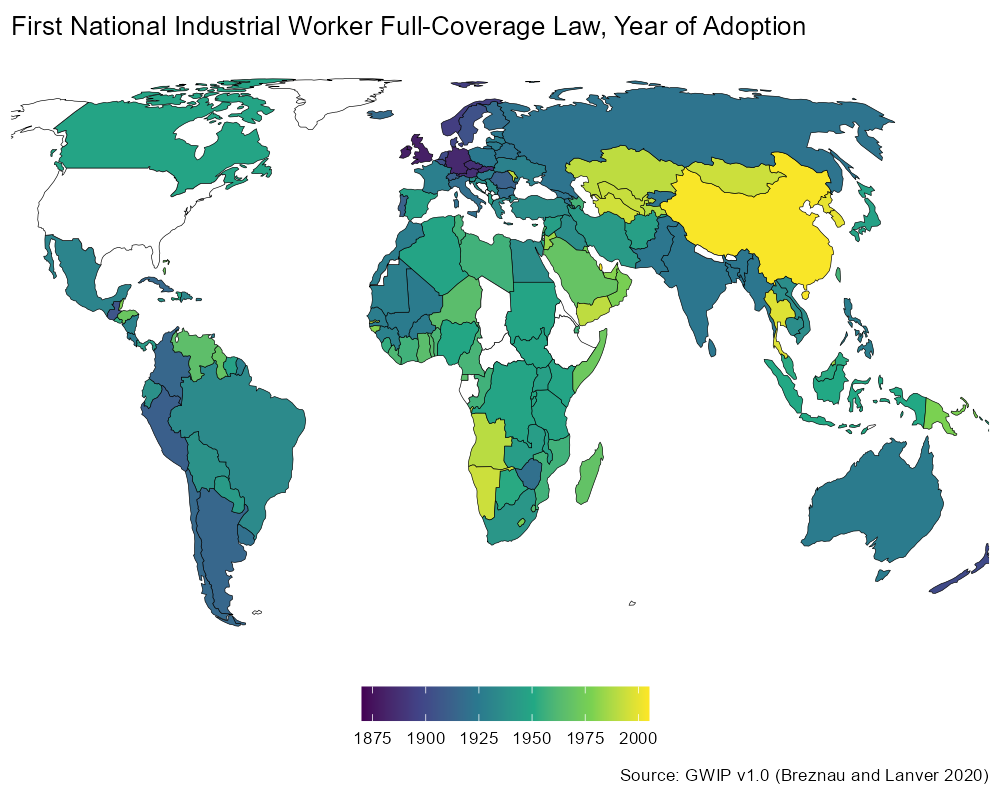 First National Industrial Worker Full-Coverage Law, Year of Adoption
1875 1900 1925 1950 1975 2000
Source: GWIP v1.0 (Breznau and Lanver 2020)